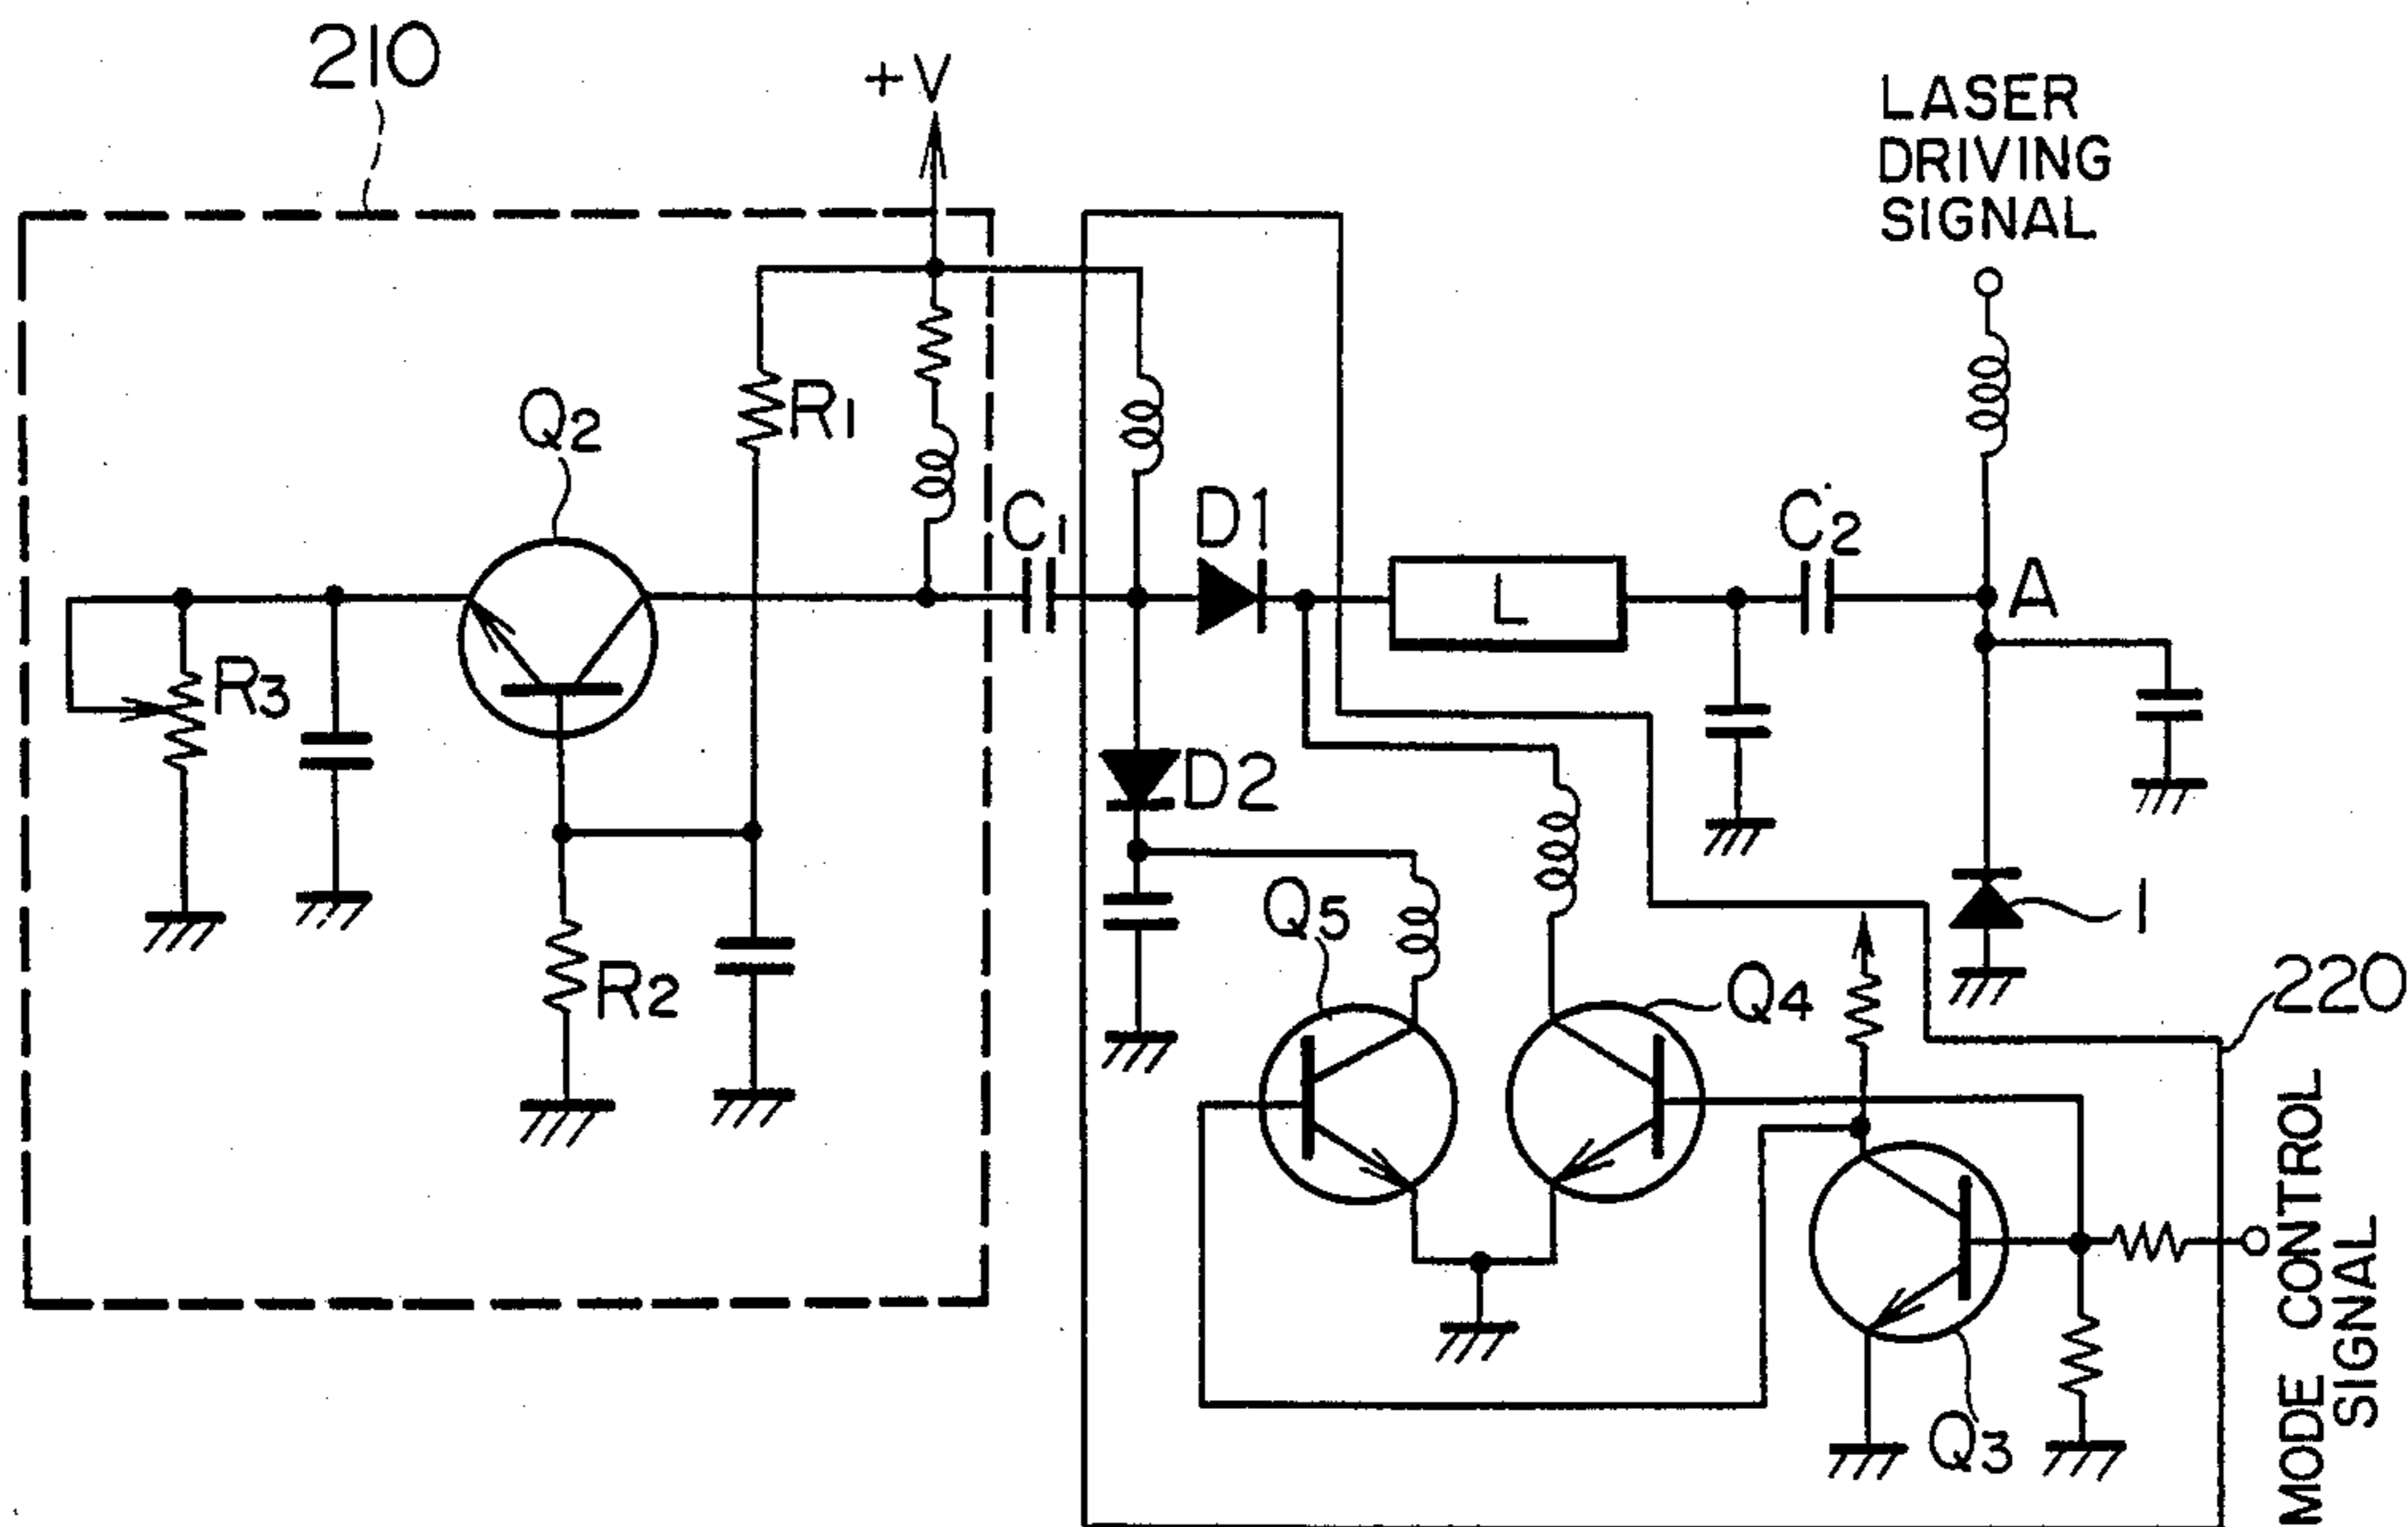 210
+V
LASER
DRIVING
SIGNAL
Q2
R1
C1
D1
C2
L
A
R3
D2
Q5
1
R2
Q4
220
Q3
MODE CONTROL
SIGNAL